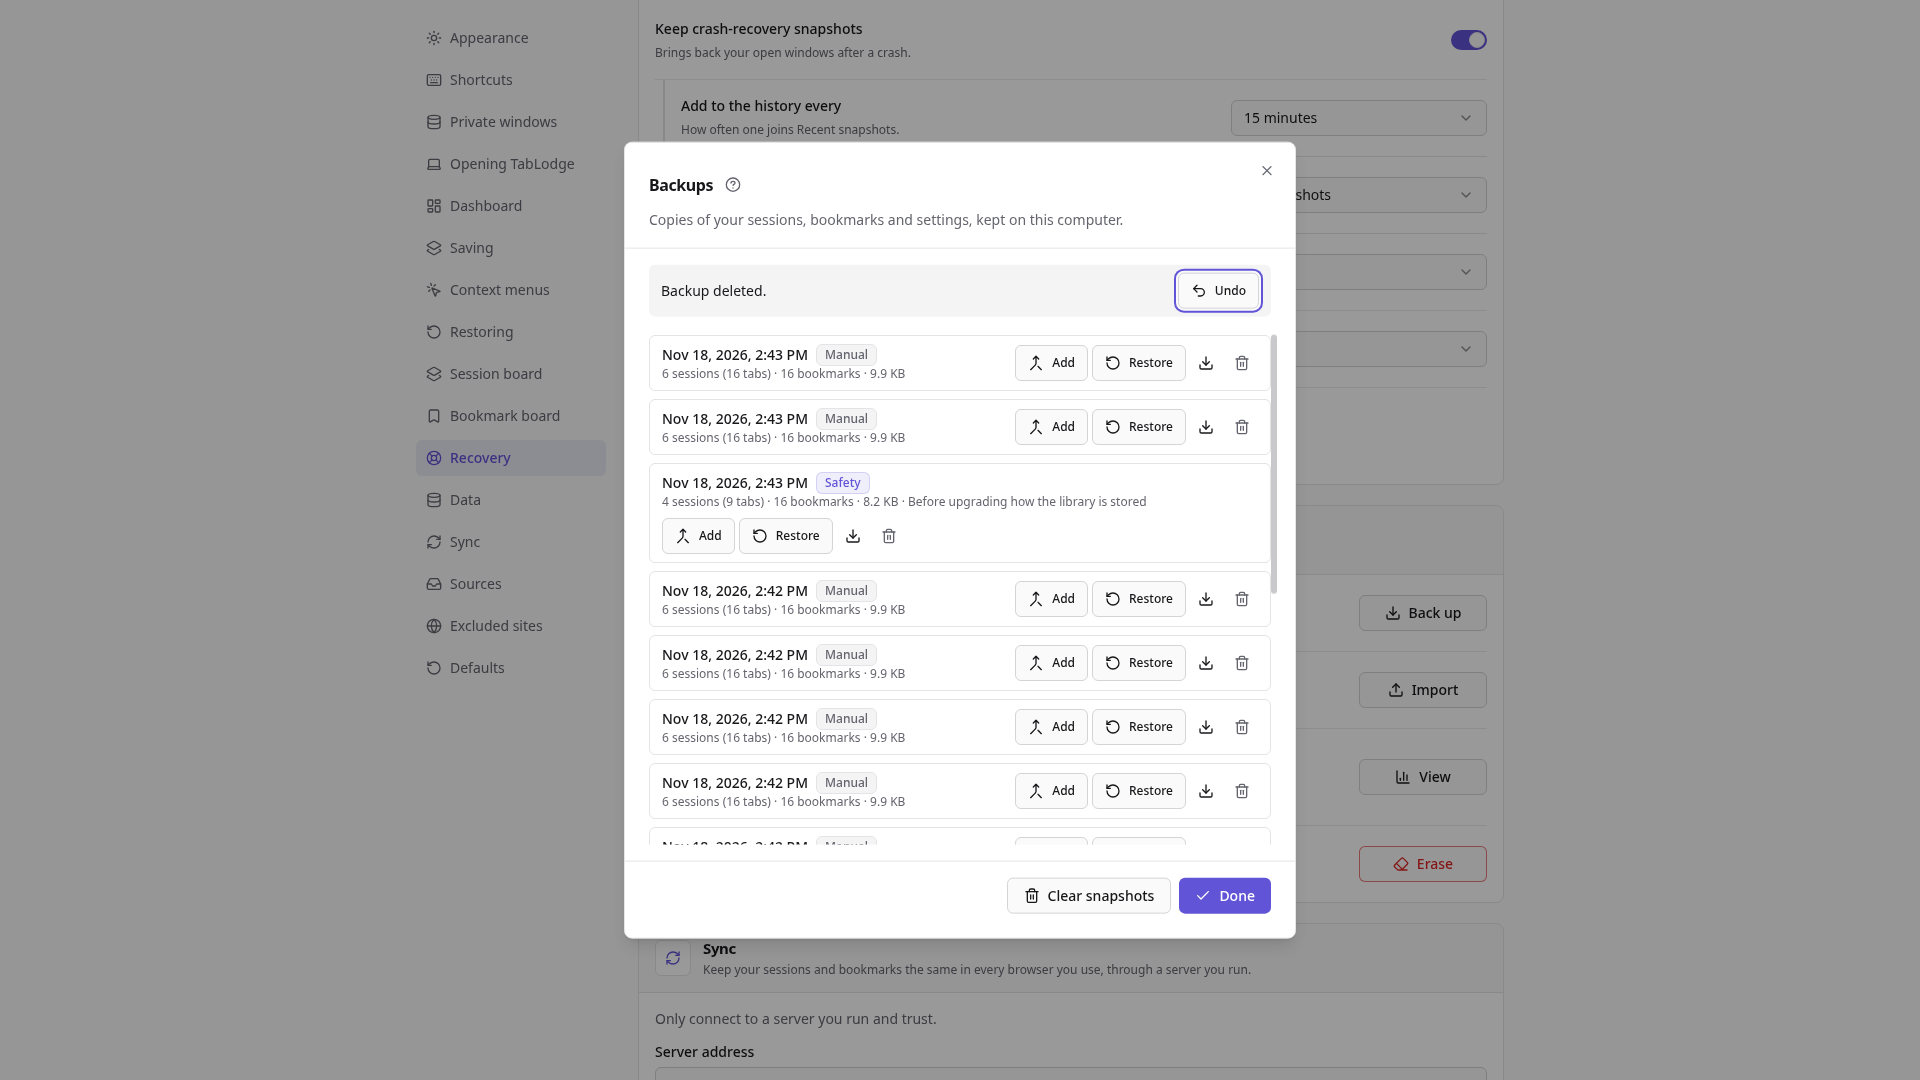 Appearance
Shortcuts
Private windows
Opening TabLodge
Dashboard
Saving
Context menus
Restoring
Session board
Bookmark board
Recovery
Data
Sync
Sources
Excluded sites
Defaults
Keep crash-recovery snapshots
Brings back your open windows after a crash.
Add to the history every
How often one joins Recent snapshots.
15 minutes
shots
Backups
Copies of your sessions, bookmarks and settings, kept on this computer.
Backup deleted.
Undo
Nov 18, 2026, 2:43 PM Manual
6 sessions (16 tabs) · 16 bookmarks · 9.9 KB
Add Restore
Nov 18, 2026, 2:43 PM Manual
6 sessions (16 tabs) · 16 bookmarks · 9.9 KB
Add Restore
Nov 18, 2026, 2:43 PM Safety
4 sessions (9 tabs) · 16 bookmarks · 8.2 KB · Before upgrading how the library is stored
Add Restore
Nov 18, 2026, 2:42 PM Manual
6 sessions (16 tabs) · 16 bookmarks · 9.9 KB
Add Restore
Nov 18, 2026, 2:42 PM Manual
6 sessions (16 tabs) · 16 bookmarks · 9.9 KB
Add Restore
Nov 18, 2026, 2:42 PM Manual
6 sessions (16 tabs) · 16 bookmarks · 9.9 KB
Add Restore
Nov 18, 2026, 2:42 PM Manual
6 sessions (16 tabs) · 16 bookmarks · 9.9 KB
Add Restore
Clear snapshots
Done
Back up
Import
View
Erase
Sync
Keep your sessions and bookmarks the same in every browser you use, through a server you run.
Only connect to a server you run and trust.
Server address